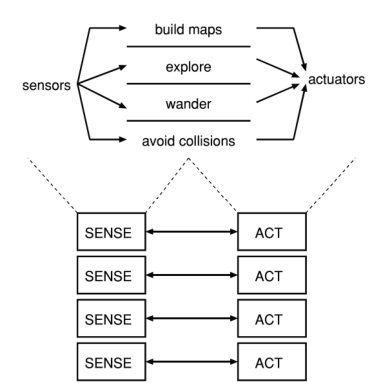 build maps
explore
sensors
actuators
wander
avoid collisions
SENSE ACT
SENSE ACT
SENSE ACT
SENSE ACT